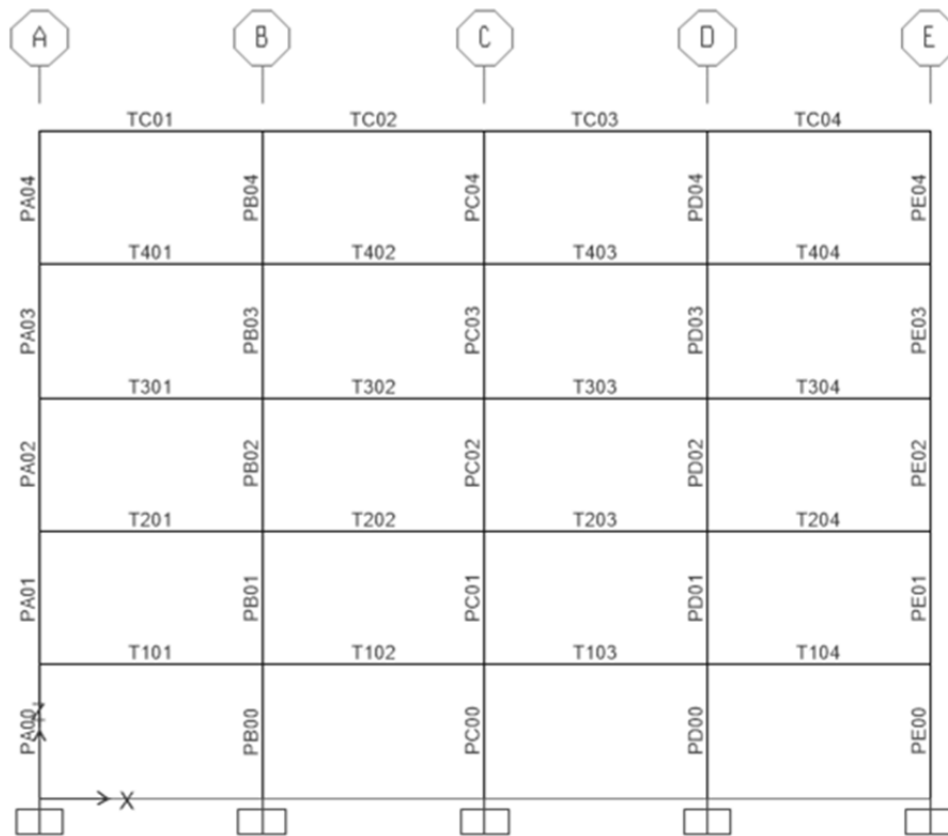 A B C D E
TC01 TC02 TC03 TC04
PA04 PB04 PC04 PD04 PE04
T401 T402 T403 T404
PA03 PB03 PC03 PD03 PE03
T301 T302 T303 T304
PA02 PB02 PC02 PD02 PE02
T201 T202 T203 T204
PA01 PB01 PC01 PD01 PE01
T101 T102 T103 T104
PA00 Z PB00 PC00 PD00 PE00
X